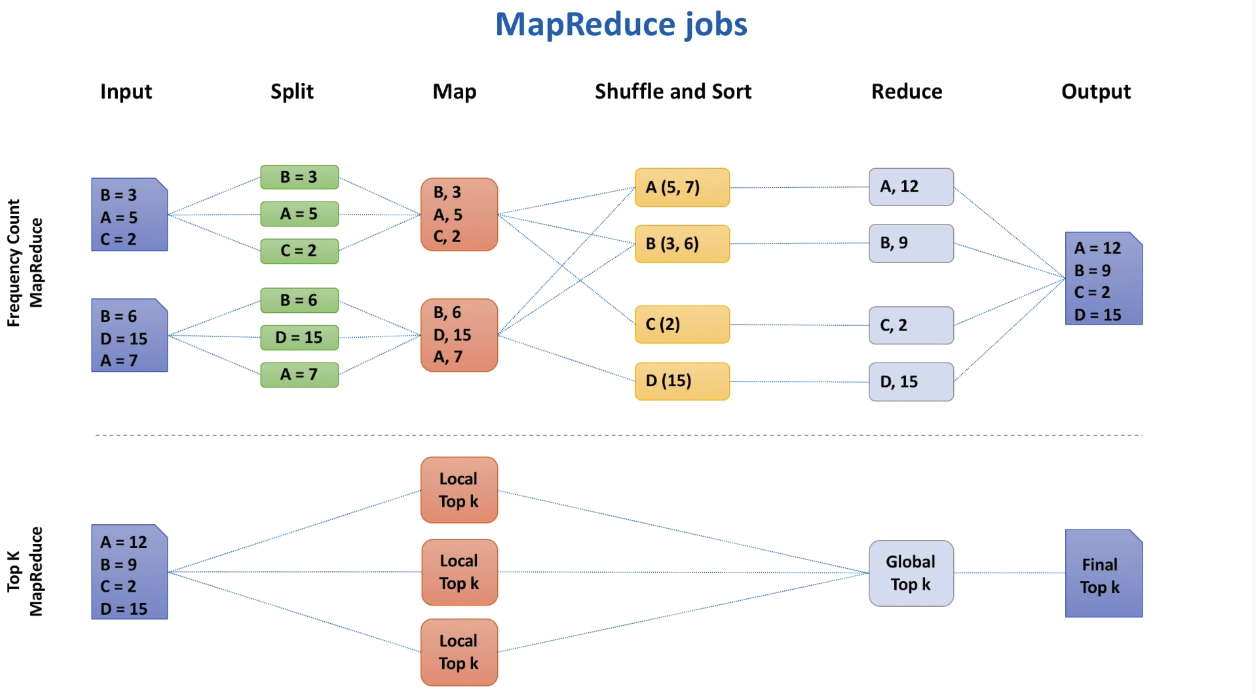 MapReduce jobs
Input
Split
Map
Shuffle and Sort
Reduce
Output
Frequency Count
MapReduce
B = 3
A = 5
C = 2
B = 3
A = 5
C = 2
B, 3
A, 5
C, 2
B = 6
D = 15
A = 7
B = 6
D = 15
A = 7
B, 6
D, 15
A, 7
A (5, 7)
B (3, 6)
C (2)
D (15)
A, 12
B, 9
C, 2
D, 15
A = 12
B = 9
C = 2
D = 15
Top K
MapReduce
A = 12
B = 9
C = 2
D = 15
Local
Top k
Local
Top k
Local
Top k
Global
Top k
Final
Top k